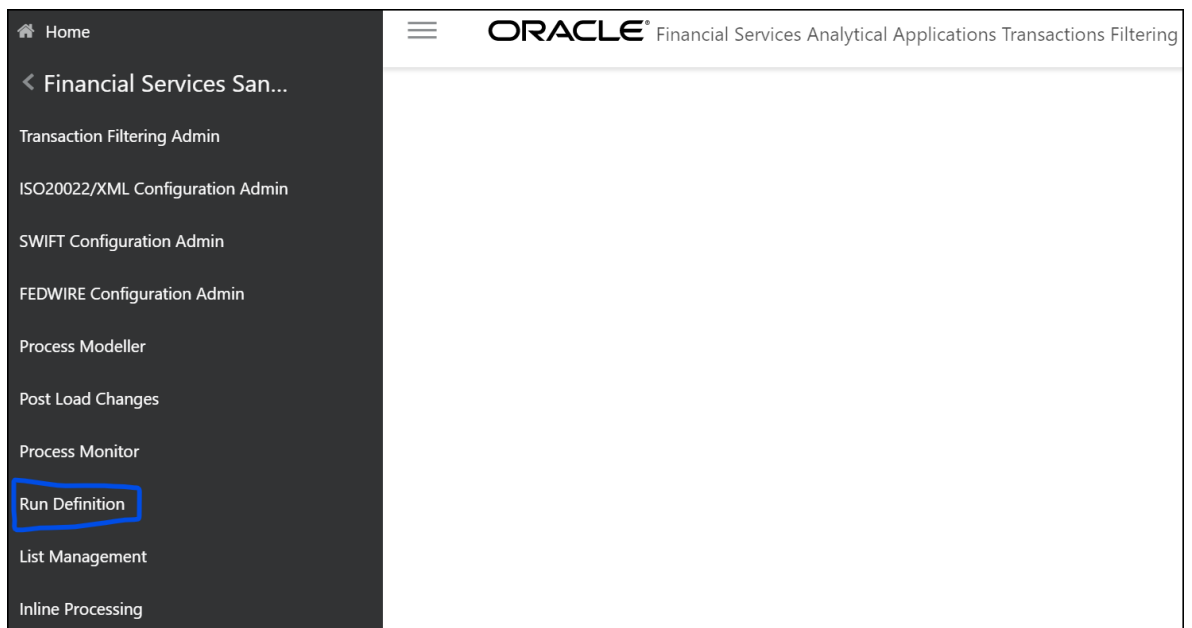 Home
ORACLE® Financial Services Analytical Applications Transactions Filtering
Financial Services San...
Transaction Filtering Admin
ISO20022/XML Configuration Admin
SWIFT Configuration Admin
FEDWIRE Configuration Admin
Process Modeller
Post Load Changes
Process Monitor
Run Definition
List Management
Inline Processing